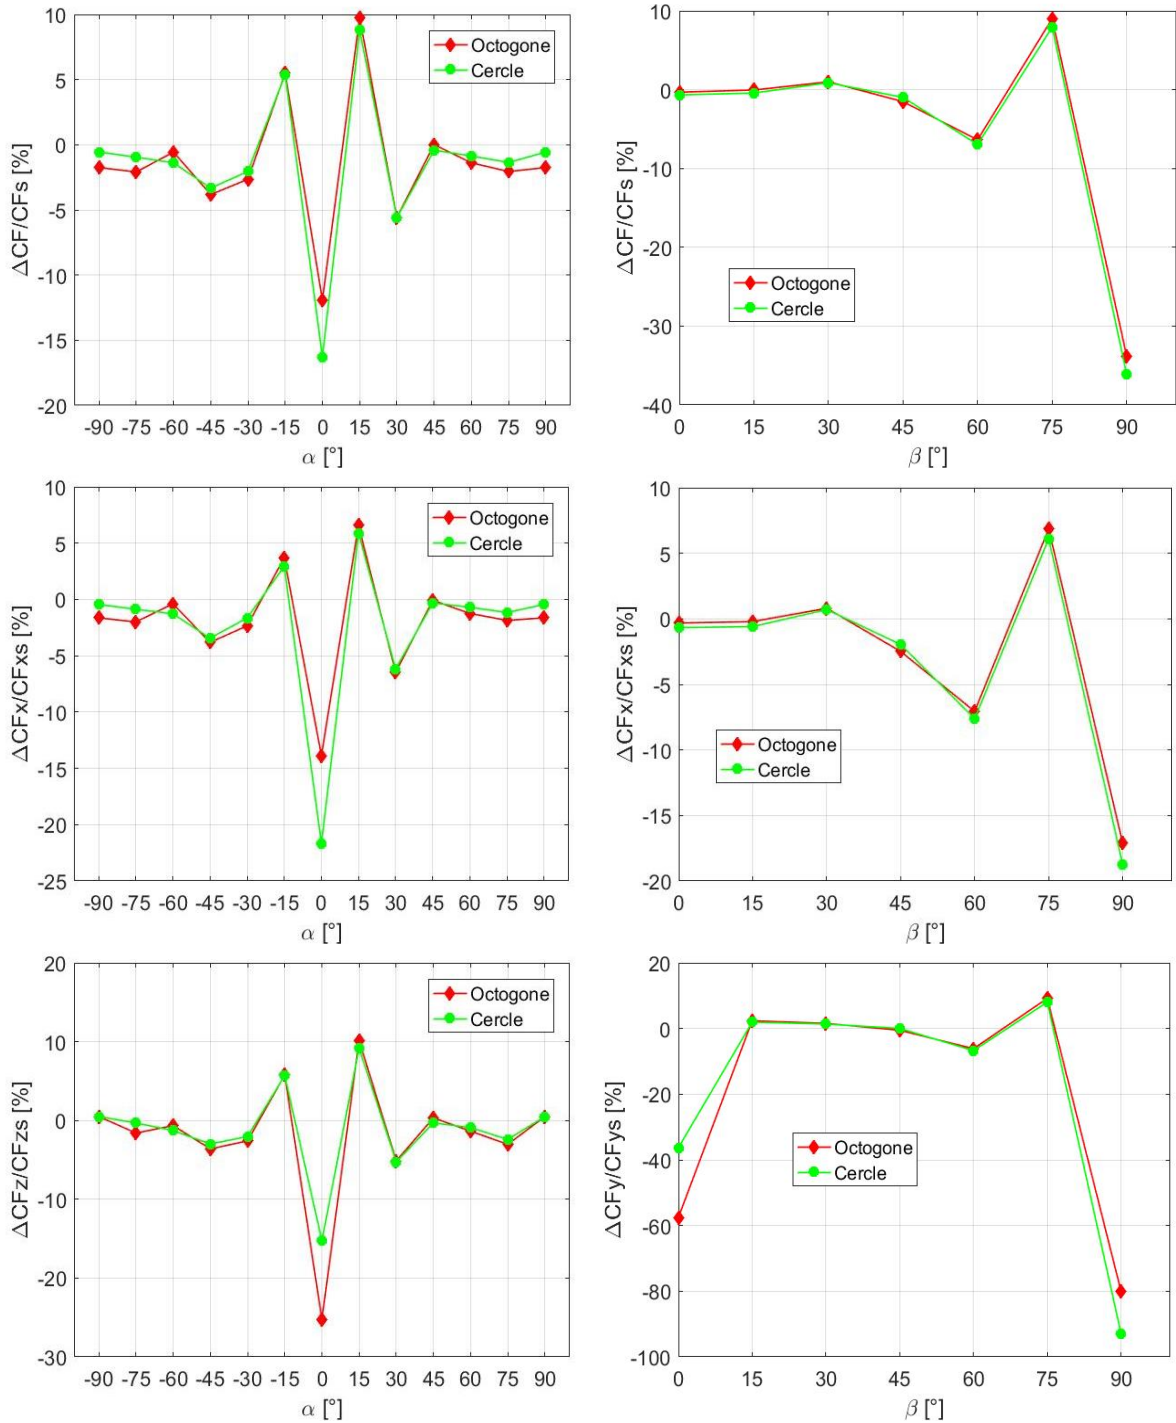 10
5
0
-5
-10
-15
-20
-90 -75 -60 -45 -30 -15 0 15 30 45 60 75 90
α [°]
ΔCF/CFs [%]
Octogone
Cercle
10
0
-10
-20
-30
-40
0 15 30 45 60 75 90
β [°]
ΔCF/CFs [%]
Octogone
Cercle
10
5
0
-5
-10
-15
-20
-25
-90 -75 -60 -45 -30 -15 0 15 30 45 60 75 90
α [°]
ΔCFx/CFxs [%]
Octogone
Cercle
10
5
0
-5
-10
-15
-20
0 15 30 45 60 75 90
β [°]
ΔCFx/CFxs [%]
Octogone
Cercle
20
10
0
-10
-20
-30
-90 -75 -60 -45 -30 -15 0 15 30 45 60 75 90
α [°]
ΔCFz/CFzs [%]
Octogone
Cercle
20
0
-20
-40
-60
-80
-100
0 15 30 45 60 75 90
β [°]
ΔCFy/CFys [%]
Octogone
Cercle